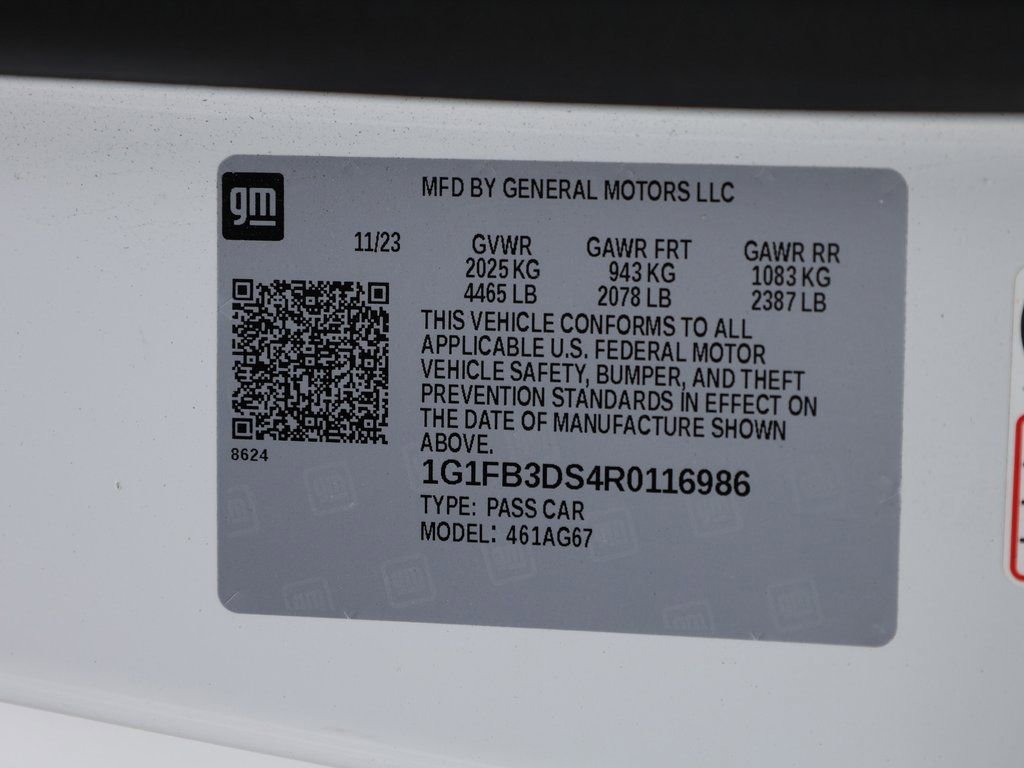 gm
MFD BY GENERAL MOTORS LLC
11/23 GVWR GAWR FRT GAWR RR
2025 KG 943 KG 1083 KG
4465 LB 2078 LB 2387 LB
THIS VEHICLE CONFORMS TO ALL
APPLICABLE U.S. FEDERAL MOTOR
VEHICLE SAFETY, BUMPER, AND THEFT
PREVENTION STANDARDS IN EFFECT ON
THE DATE OF MANUFACTURE SHOWN
ABOVE.
8624
1G1FB3DS4R0116986
TYPE: PASS CAR
MODEL: 461AG67